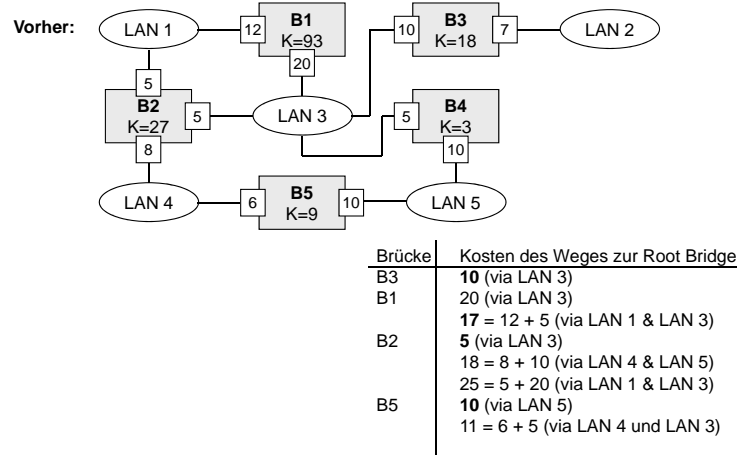 Vorher:
LAN 1
12
B1
K=93
20
10
B3
K=18
7
LAN 2
5
B2
K=27
5
8
LAN 3
5
B4
K=3
10
LAN 4
6
B5
K=9
10
LAN 5
Brücke Kosten des Weges zur Root Bridge
B3 10 (via LAN 3)
B1 20 (via LAN 3)
17 = 12 + 5 (via LAN 1 & LAN 3)
B2 5 (via LAN 3)
18 = 8 + 10 (via LAN 4 & LAN 5)
25 = 5 + 20 (via LAN 1 & LAN 3)
B5 10 (via LAN 5)
11 = 6 + 5 (via LAN 4 und LAN 3)